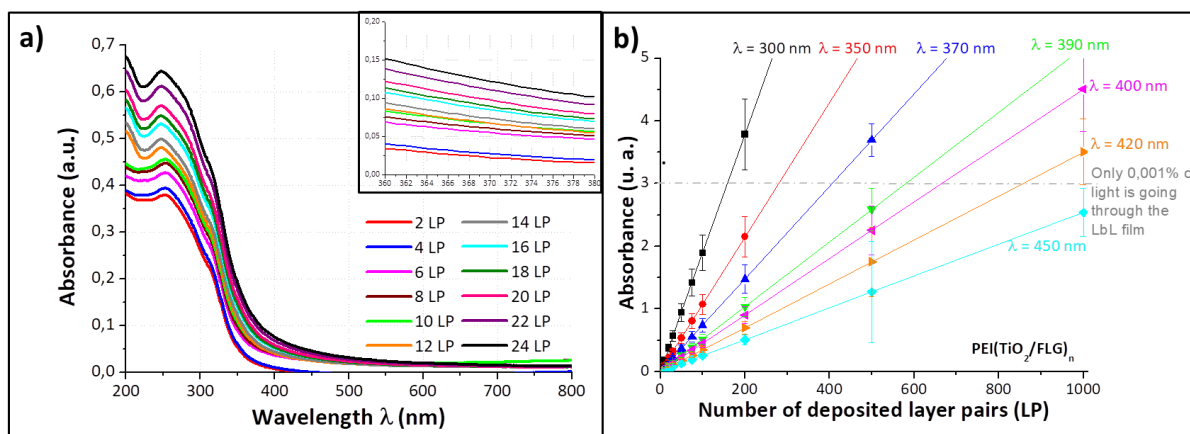 a)
0,7
0,6
0,5
0,4
0,3
0,2
0,1
0,0
Absorbance (a.u.)
200 300 400 500 600 700 800
Wavelength λ (nm)
0,20
0,15
0,10
0,05
0,00
360 362 364 366 368 370 372 374 376 378 380
2 LP
4 LP
6 LP
8 LP
10 LP
12 LP
14 LP
16 LP
18 LP
20 LP
22 LP
24 LP
b)
5
4
3
2
1
0
Absorbance (u. a.)
0 200 400 600 800 1000
Number of deposited layer pairs (LP)
λ = 300 nm
λ = 350 nm
λ = 370 nm
λ = 390 nm
λ = 400 nm
λ = 420 nm
Only 0,001% o
light is going
through the
LbL film
λ = 450 nm
PEI(TiO₂/FLG)ₙ